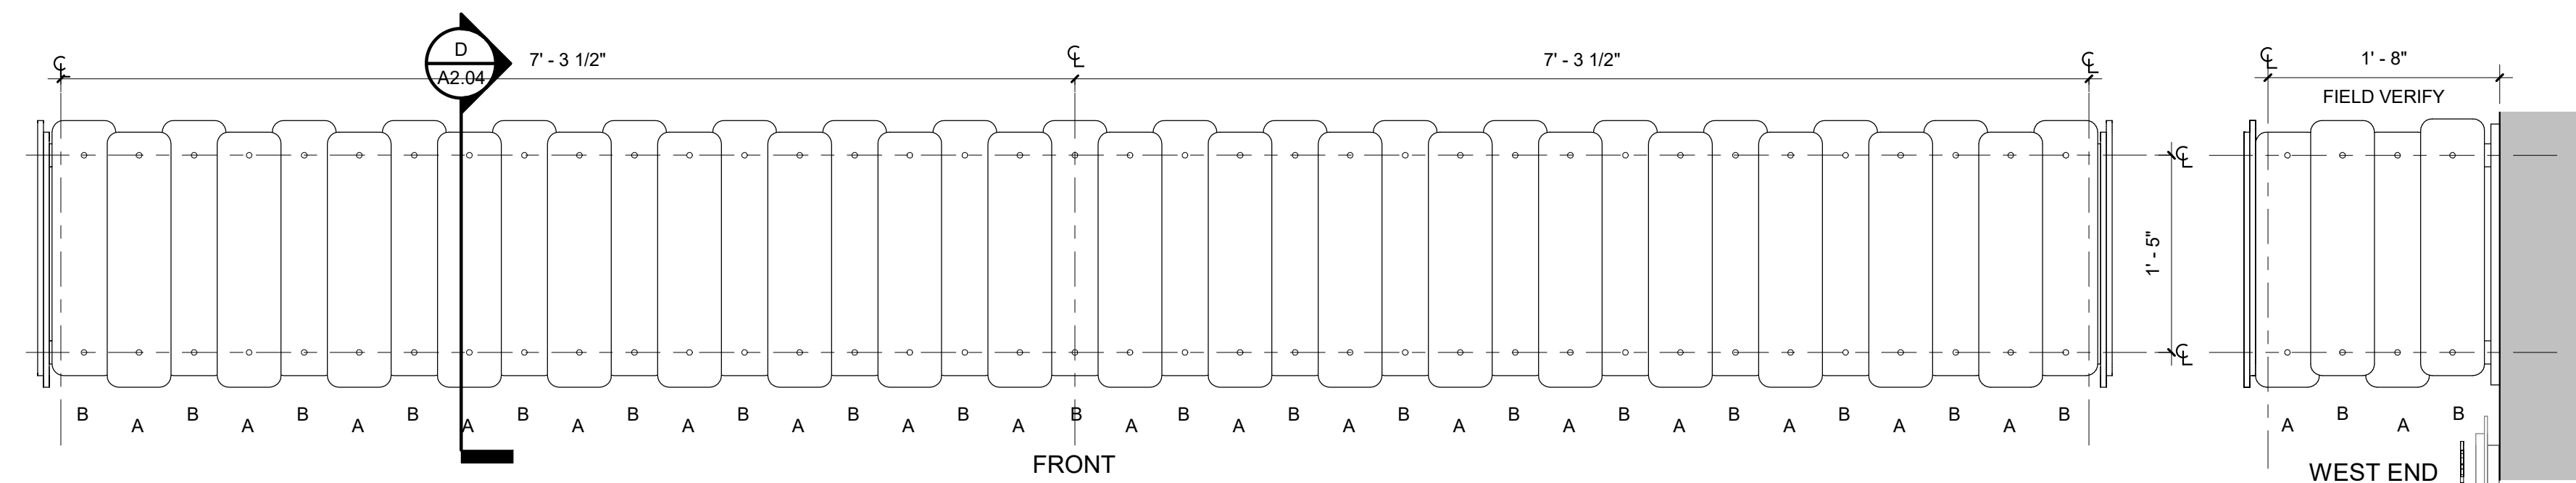 D
A2.04
7' - 3 1/2"
7' - 3 1/2"
1' - 8"
FIELD VERIFY
1' - 5"
B A B A B A B A B A B A B A B A B A B A B A B A B A B A B A B A B A B A B
A B A B
FRONT
WEST END